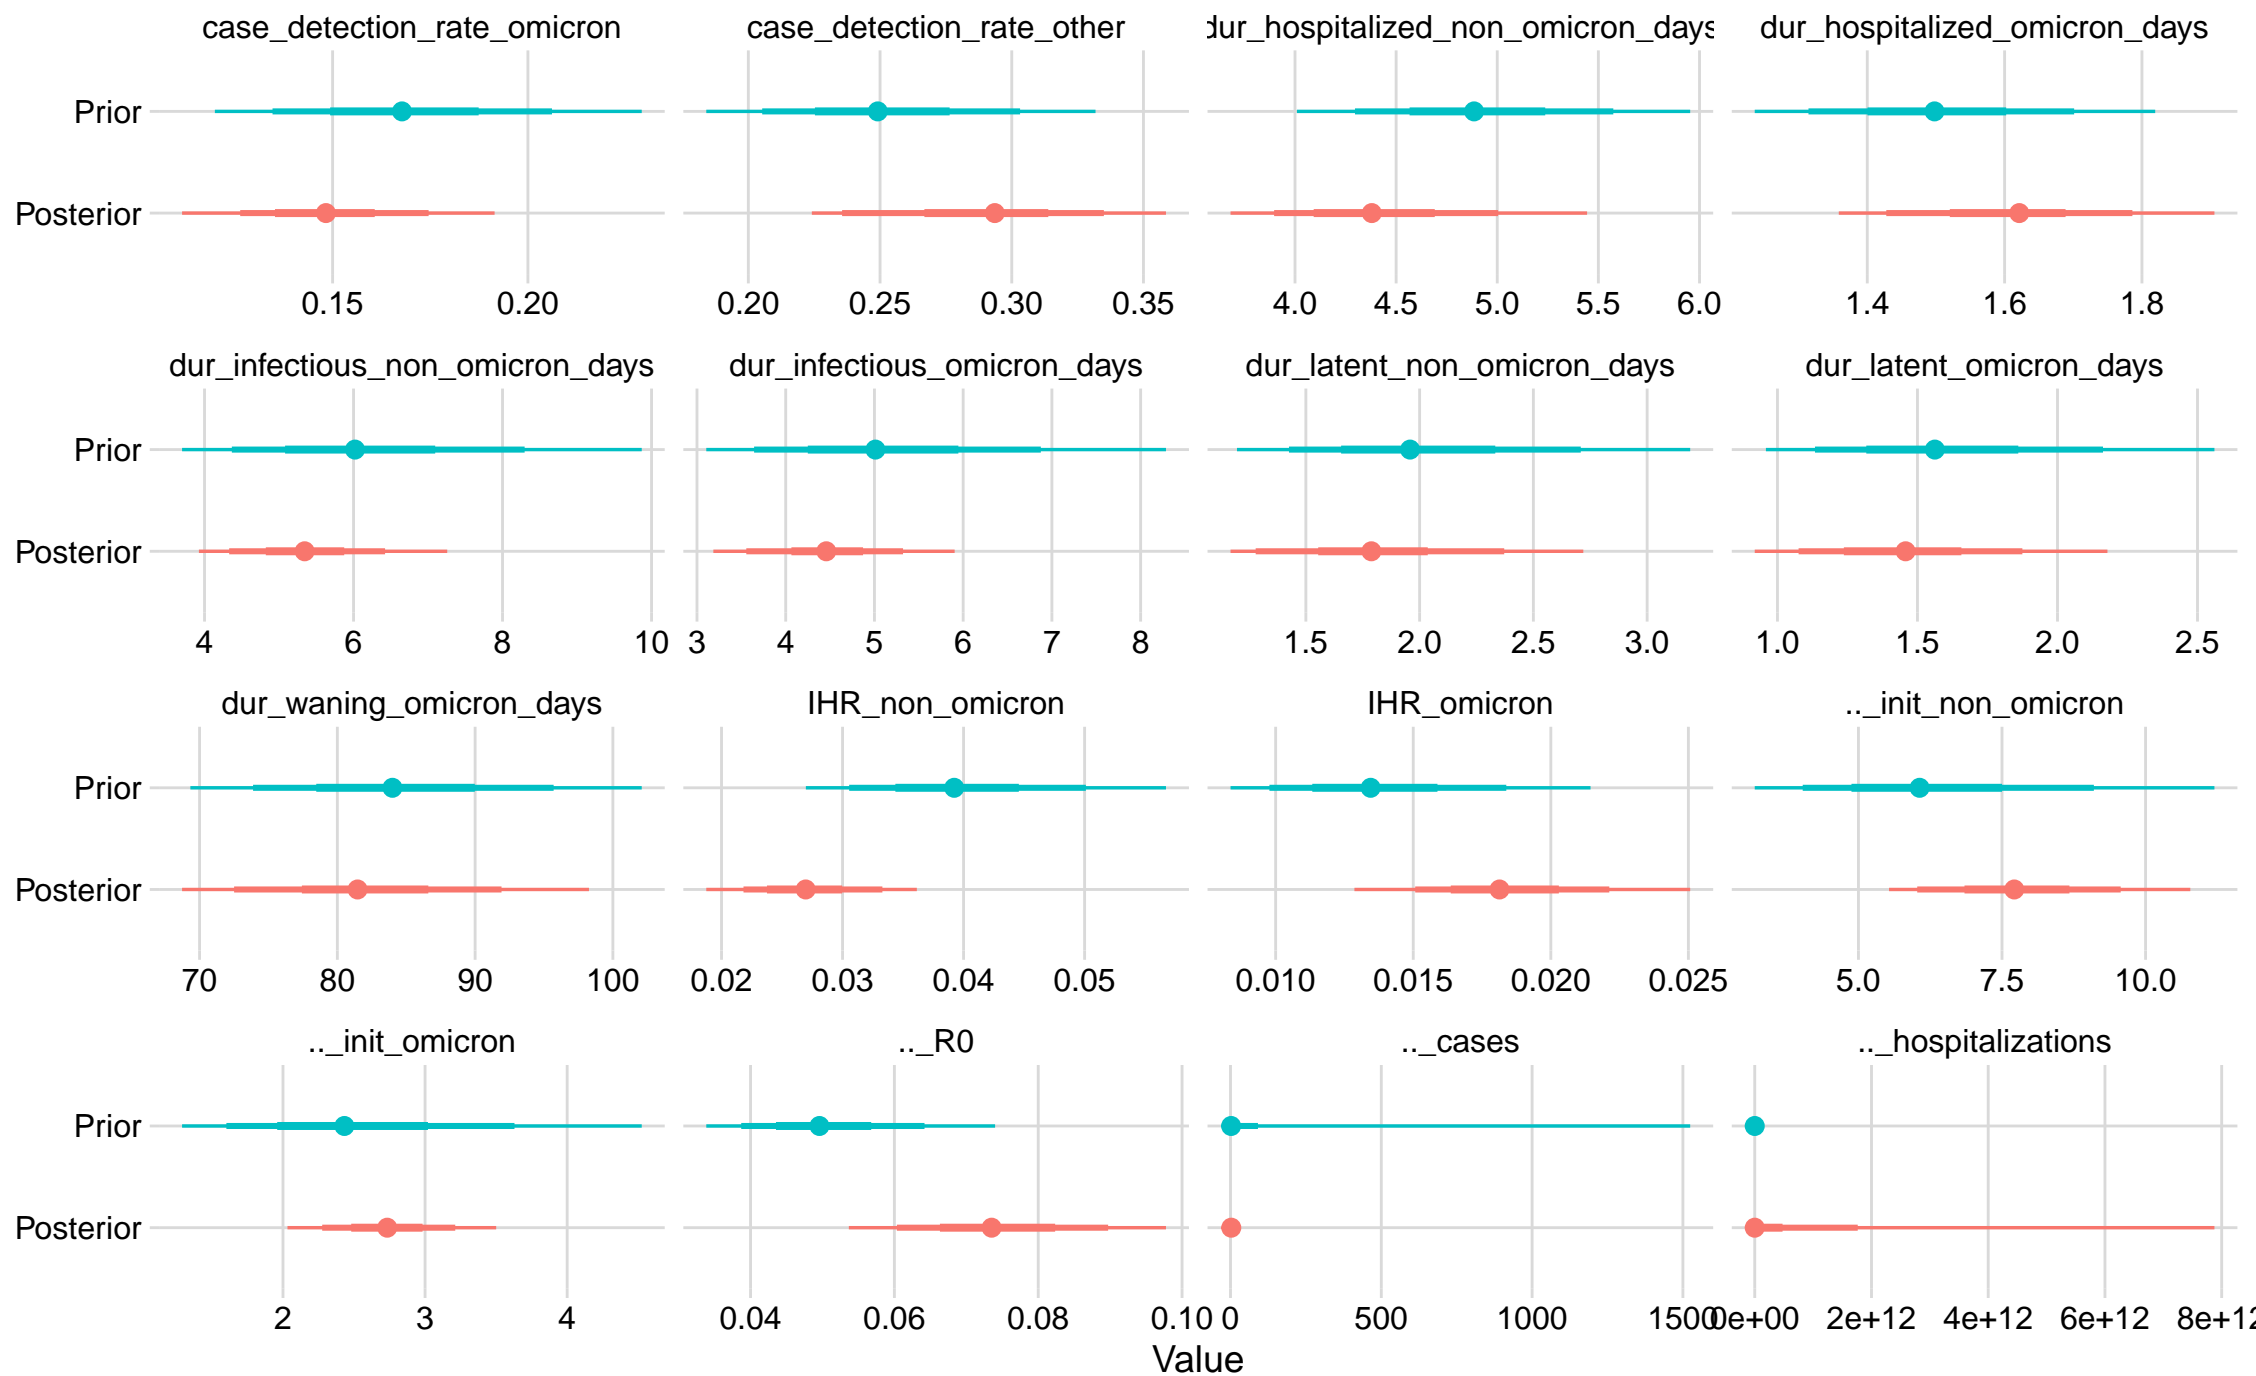 case_detection_rate_omicron case_detection_rate_other dur_hospitalized_non_omicron_days dur_hospitalized_omicron_days
Prior
Posterior
0.15 0.20 0.20 0.25 0.30 0.35 4.0 4.5 5.0 5.5 6.0 1.4 1.6 1.8
dur_infectious_non_omicron_days dur_infectious_omicron_days dur_latent_non_omicron_days dur_latent_omicron_days
Prior
Posterior
4 6 8 10 3 4 5 6 7 8 1.5 2.0 2.5 3.0 1.0 1.5 2.0 2.5
dur_waning_omicron_days IHR_non_omicron IHR_omicron .._init_non_omicron
Prior
Posterior
70 80 90 100 0.02 0.03 0.04 0.05 0.010 0.015 0.020 0.025 5.0 7.5 10.0
.._init_omicron .._R0 .._cases .._hospitalizations
Prior
Posterior
2 3 4 0.04 0.06 0.08 0.10 0 500 1000 1500 0e+00 2e+12 4e+12 6e+12 8e+12
Value